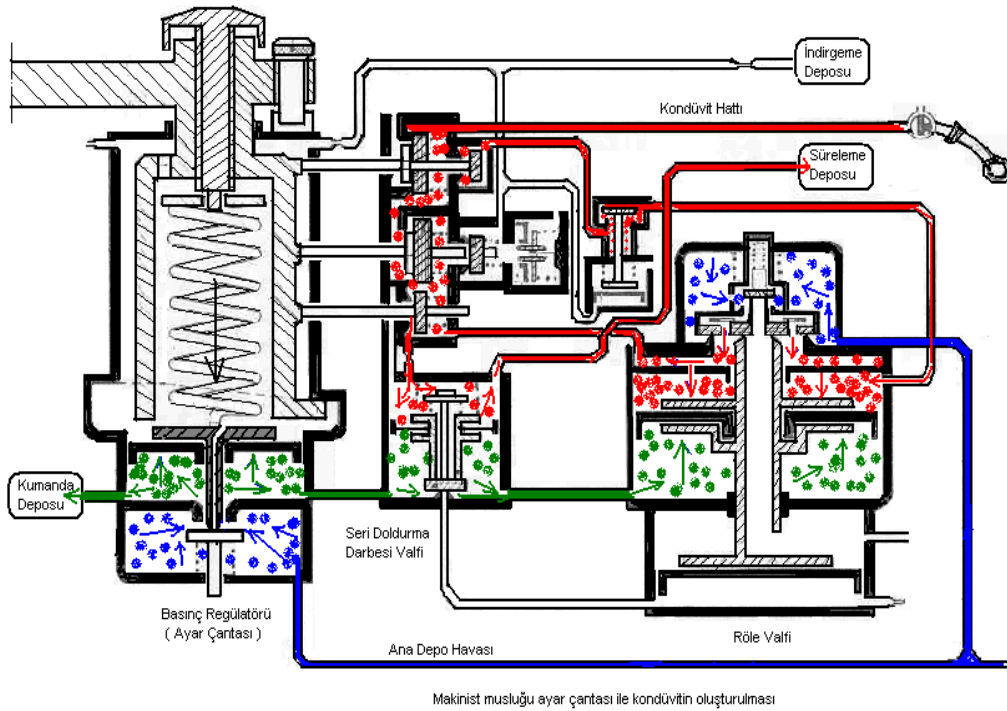 İndirgeme
Deposu
Kondüvit Hattı
Süreleme
Deposu
Kumanda
Deposu
Seri Doldurma
Darbesi Valfi
Basınç Regülatörü
( Ayar Çantası )
Röle Valfi
Ana Depo Havası
Makinist musluğu ayar çantası ile kondüvitin oluşturulması